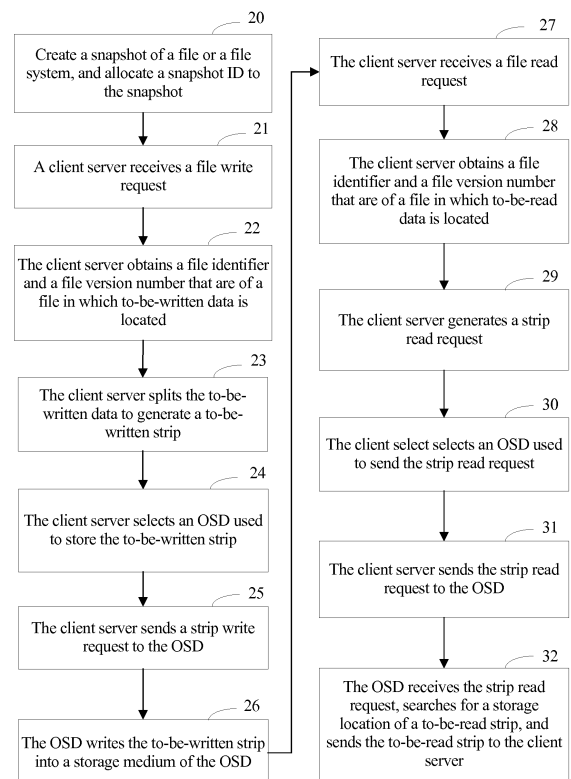 20
Create a snapshot of a file or a file
system, and allocate a snapshot ID to
the snapshot
21
A client server receives a file write
request
22
The client server obtains a file identifier
and a file version number that are of a
file in which to-be-written data is
located
23
The client server splits the to-be-
written data to generate a to-be-
written strip
24
The client server selects an OSD used
to store the to-be-written strip
25
The client server sends a strip write
request to the OSD
26
The OSD writes the to-be-written strip
into a storage medium of the OSD
27
The client server receives a file read
request
28
The client server obtains a file
identifier and a file version number
that are of a file in which to-be-read
data is located
29
The client server generates a strip
read request
30
The client select selects an OSD used
to send the strip read request
31
The client server sends the strip read
request to the OSD
32
The OSD receives the strip read
request, searches for a storage
location of a to-be-read strip, and
sends the to-be-read strip to the client
server